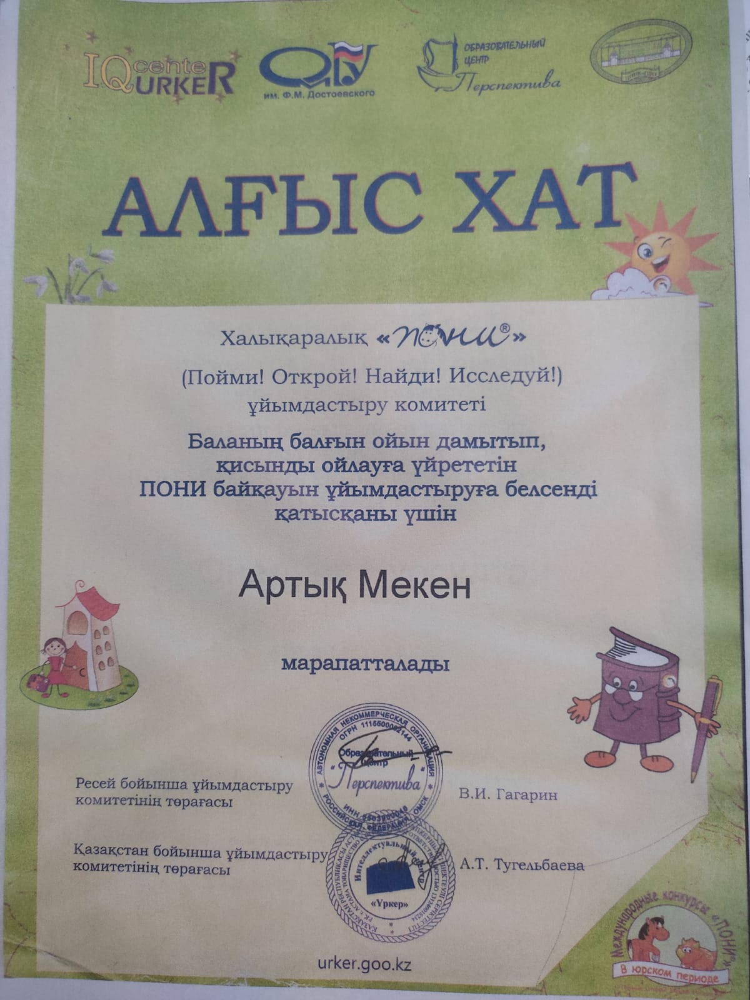 IQ center URKER
ОмГУ
им. Ф.М. Достоевского
ОБРАЗОВАТЕЛЬНЫЙ
ЦЕНТР
Перспектива
АЛҒЫС ХАТ
Халықаралық «ПОНИ®»
(Пойми! Открой! Найди! Исследуй!)
ұйымдастыру комитеті
Баланың балғын ойын дамытып,
қисынды ойлауға үйрететін
ПОНИ байқауын ұйымдастыруға белсенді
қатысқаны үшін
Артық Мекен
марапатталады
АВТОНОМНАЯ НЕКОММЕРЧЕСКАЯ ОРГАНИЗАЦИЯ
ОГРН 1115500002144
Образовательный
центр
"Перспектива"
РОССИЙСКАЯ ФЕДЕРАЦИЯ ОМСК
Ресей бойынша ұйымдастыру
комитетінің төрағасы
В.И. Гагарин
Қазақстан бойынша ұйымдастыру
комитетінің төрағасы
А.Т. Тугельбаева
Интеллектуальный центр
«Үркер»
urker.goo.kz
Международные конкурсы «ПОНИ»
В юрском периоде